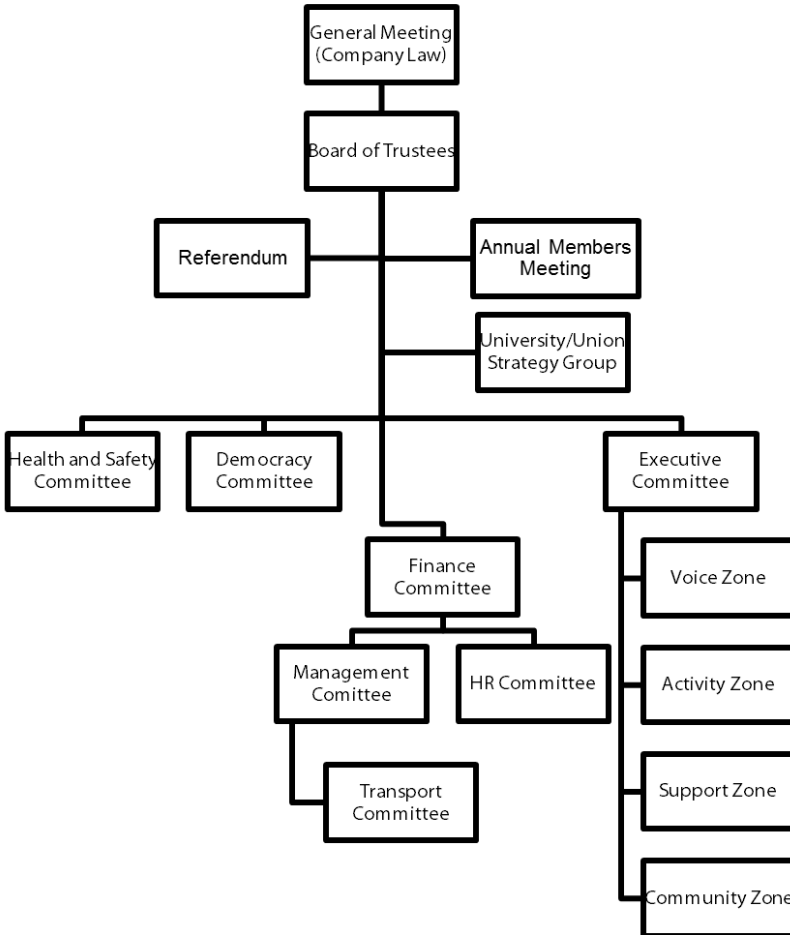 General Meeting
(Company Law)
Board of Trustees
Referendum
Annual Members
Meeting
University/Union
Strategy Group
Health and Safety
Committee
Democracy
Committee
Executive
Committee
Finance
Committee
Voice Zone
Management
Comittee
HR Committee
Activity Zone
Transport
Committee
Support Zone
Community Zone